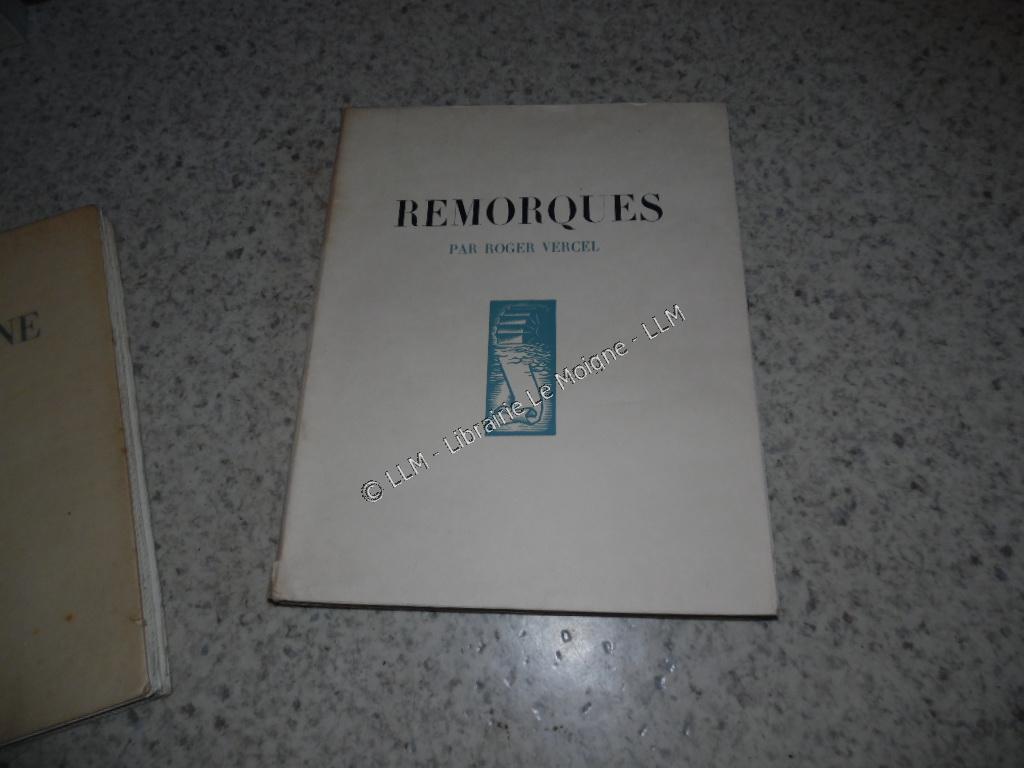 REMORQUES
PAR ROGER VERCEL
© LLM - Librairie Le Moigne - LLM
NE